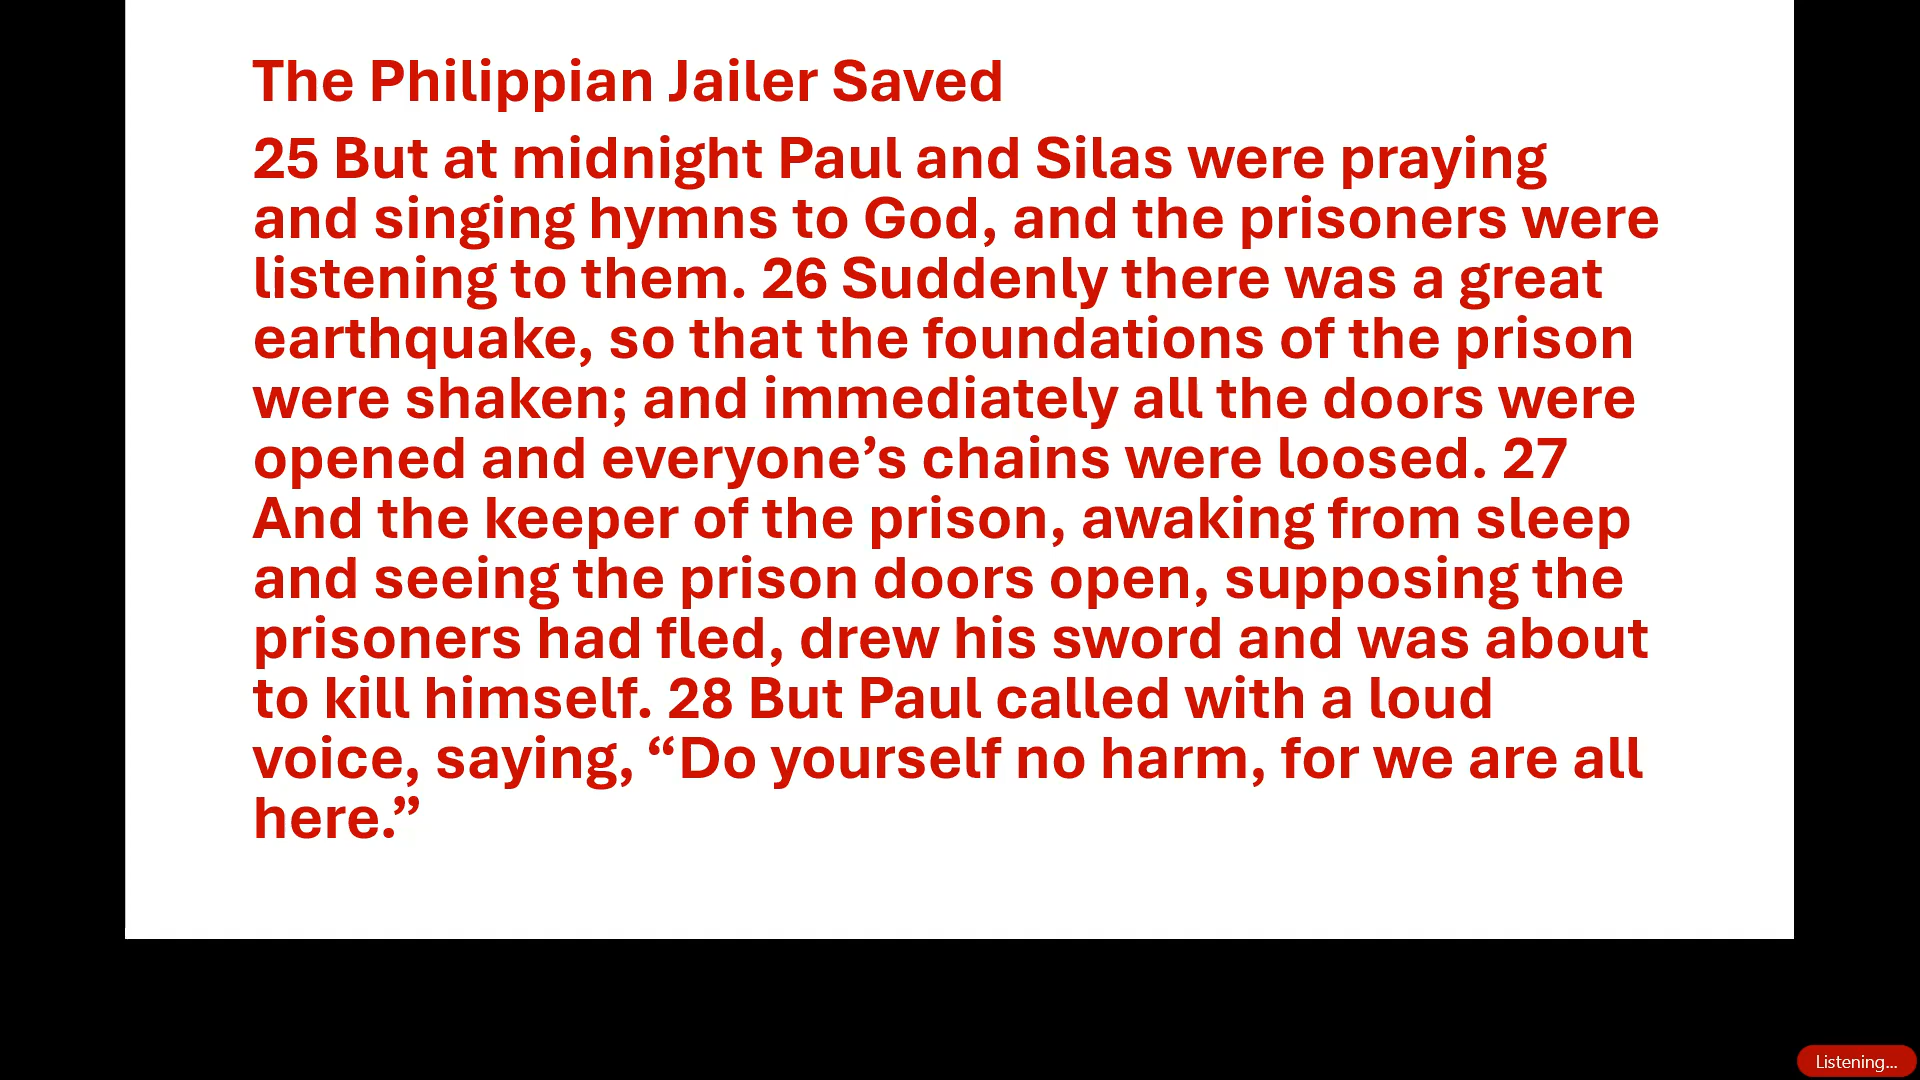 The Philippian Jailer Saved
25 But at midnight Paul and Silas were praying
and singing hymns to God, and the prisoners were
listening to them. 26 Suddenly there was a great
earthquake, so that the foundations of the prison
were shaken; and immediately all the doors were
opened and everyone’s chains were loosed. 27
And the keeper of the prison, awaking from sleep
and seeing the prison doors open, supposing the
prisoners had fled, drew his sword and was about
to kill himself. 28 But Paul called with a loud
voice, saying, “Do yourself no harm, for we are all
here.”
Listening...